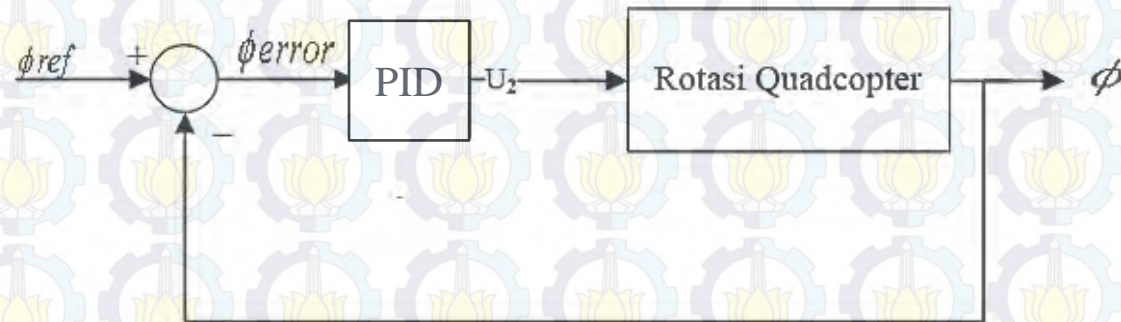 ϕref
+
ϕerror
PID
U₂
Rotasi Quadcopter
ϕ
−